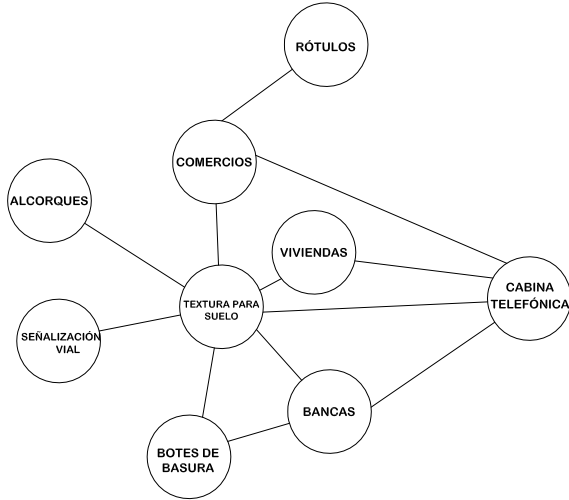 RÓTULOS
COMERCIOS
ALCORQUES
VIVIENDAS
CABINA
TELEFÓNICA
TEXTURA PARA
SUELO
SEÑALIZACIÓN
VIAL
BANCAS
BOTES DE
BASURA